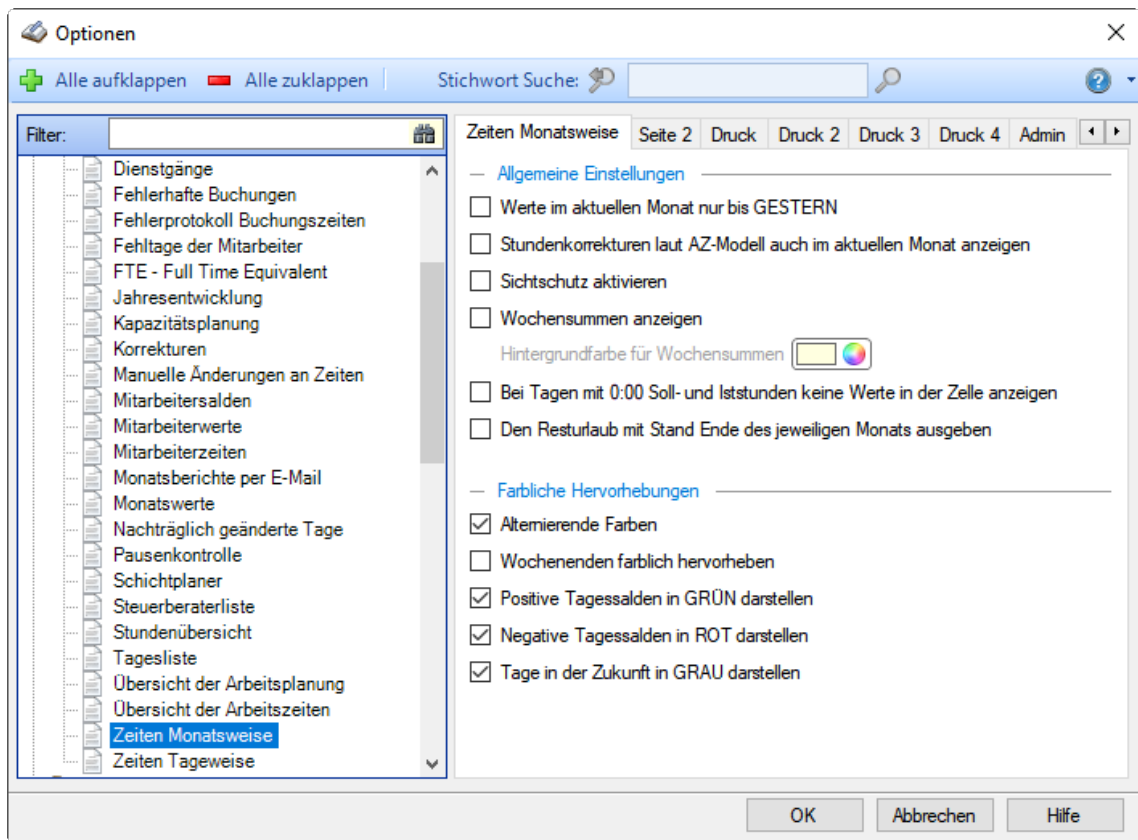 Optionen
Alle aufklappen Alle zuklappen Stichwort Suche:
Filter:
Dienstgänge
Fehlerhafte Buchungen
Fehlerprotokoll Buchungszeiten
Fehltage der Mitarbeiter
FTE - Full Time Equivalent
Jahresentwicklung
Kapazitätsplanung
Korrekturen
Manuelle Änderungen an Zeiten
Mitarbeitersalden
Mitarbeiterwerte
Mitarbeiterzeiten
Monatsberichte per E-Mail
Monatswerte
Nachträglich geänderte Tage
Pausenkontrolle
Schichtplaner
Steuerberaterliste
Stundenübersicht
Tagesliste
Übersicht der Arbeitsplanung
Übersicht der Arbeitszeiten
Zeiten Monatsweise
Zeiten Tageweise
Zeiten Monatsweise Seite 2 Druck Druck 2 Druck 3 Druck 4 Admin
Allgemeine Einstellungen
Werte im aktuellen Monat nur bis GESTERN
Stundenkorrekturen laut AZ-Modell auch im aktuellen Monat anzeigen
Sichtschutz aktivieren
Wochensummen anzeigen
Hintergrundfarbe für Wochensummen
Bei Tagen mit 0:00 Soll- und Iststunden keine Werte in der Zelle anzeigen
Den Resturlaub mit Stand Ende des jeweiligen Monats ausgeben
Farbliche Hervorhebungen
Alternierende Farben
Wochenenden farblich hervorheben
Positive Tagessalden in GRÜN darstellen
Negative Tagessalden in ROT darstellen
Tage in der Zukunft in GRAU darstellen
OK Abbrechen Hilfe